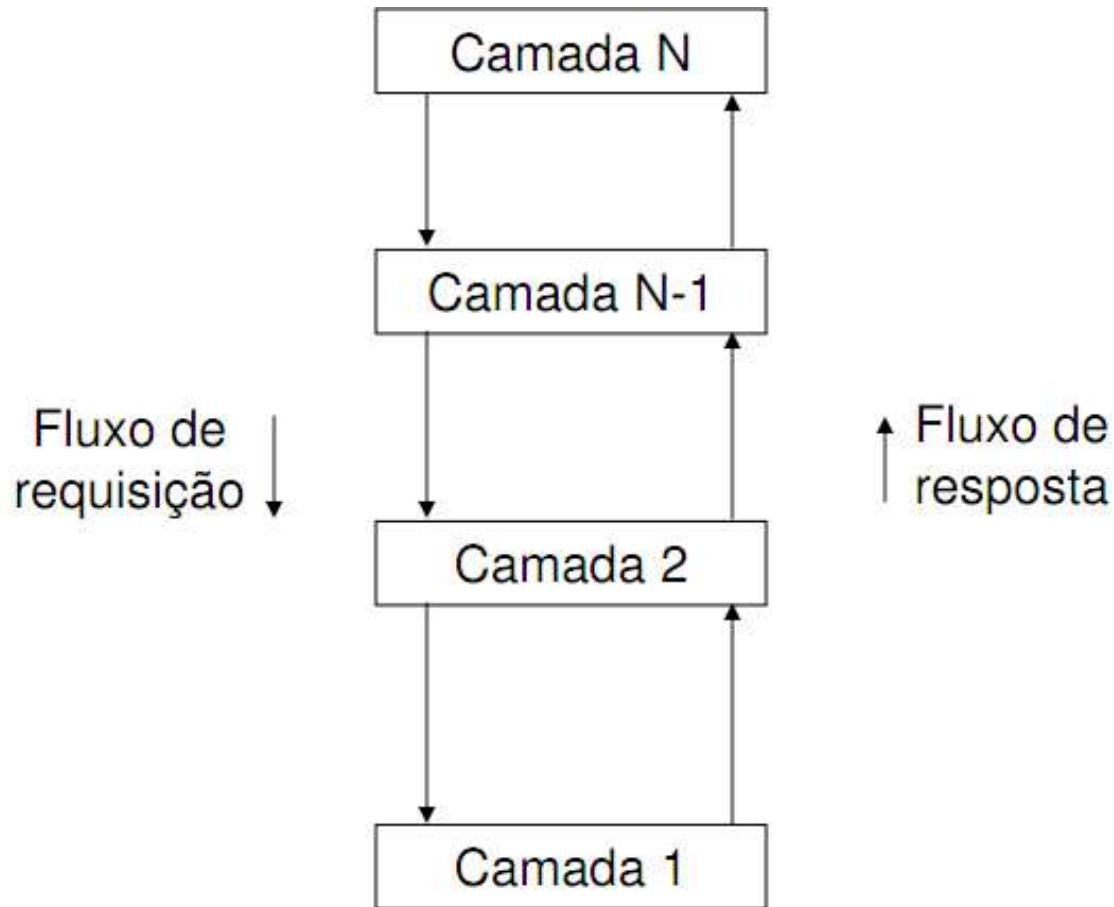 Camada N
Camada N-1
Fluxo de
requisição
Fluxo de
resposta
Camada 2
Camada 1